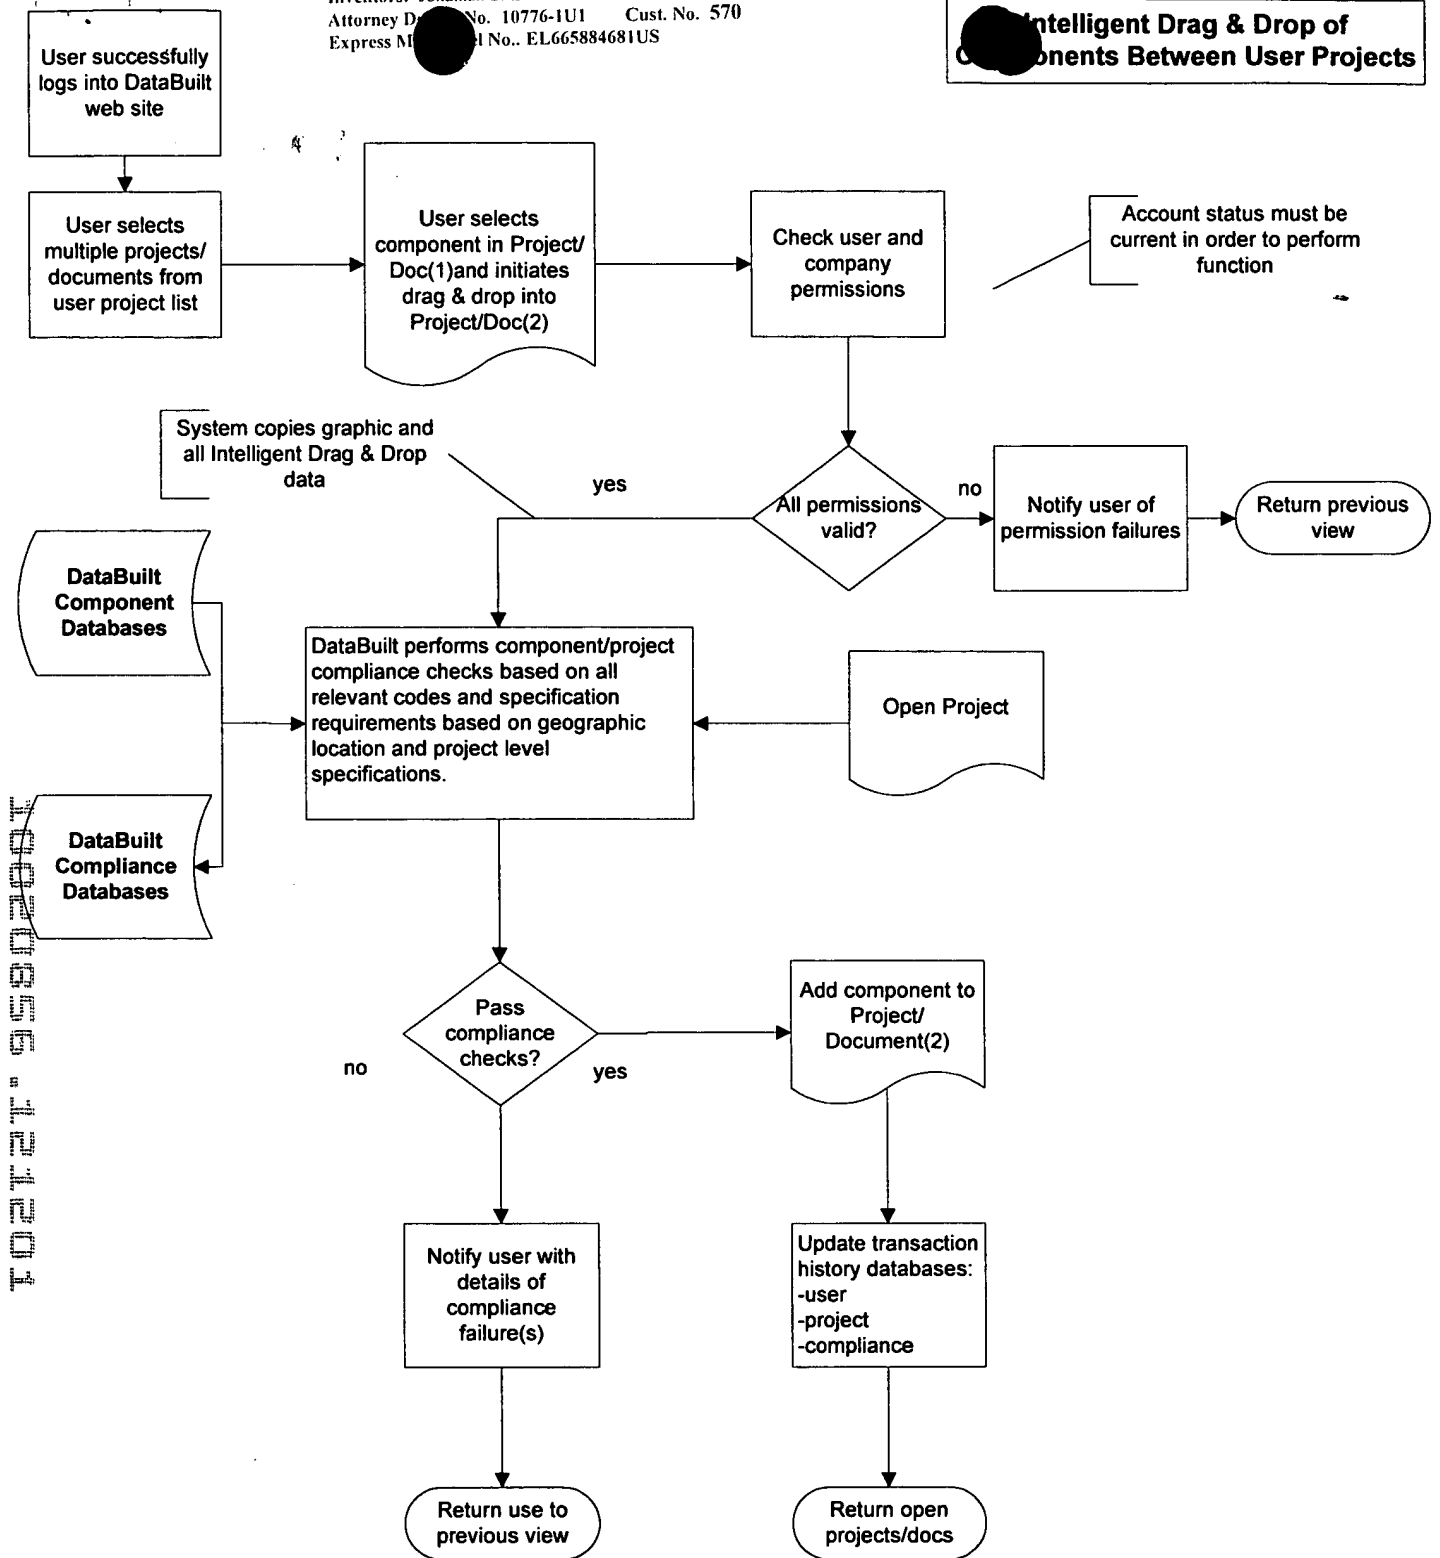 Attorney D No. 10776-1U1 Cust. No. 570
Express M l No.. EL665884681US
Intelligent Drag & Drop of
Between User Projects
User successfully
logs into DataBuilt
web site
User selects
multiple projects/
documents from
user project list
User selects
component in Project/
Doc(1)and initiates
drag & drop into
Project/Doc(2)
Check user and
company
permissions
Account status must be
current in order to perform
function
System copies graphic and
all Intelligent Drag & Drop
data
yes
All permissions
valid?
no
Notify user of
permission failures
Return previous
view
DataBuilt
Component
Databases
DataBuilt performs component/project
compliance checks based on all
relevant codes and specification
requirements based on geographic
location and project level
specifications.
Open Project
DataBuilt
Compliance
Databases
Pass
compliance
checks?
no
yes
Add component to
Project/
Document(2)
Notify user with
details of
compliance
failure(s)
Update transaction
history databases:
-user
-project
-compliance
Return use to
previous view
Return open
projects/docs
10020656.121201